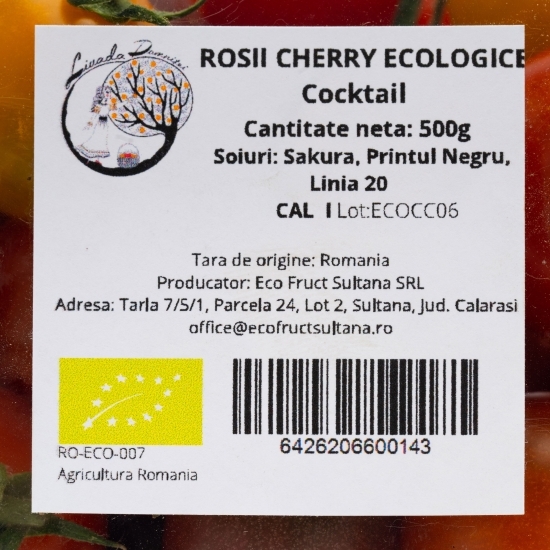 Livada Domnitei
ROSII CHERRY ECOLOGICE
Cocktail
Cantitate neta: 500g
Soiuri: Sakura, Printul Negru,
Linia 20
CAL I Lot:ECOCC06
Tara de origine: Romania
Producator: Eco Fruct Sultana SRL
Adresa: Tarla 7/5/1, Parcela 24, Lot 2, Sultana, Jud. Calarasi
office@ecofructsultana.ro
RO-ECO-007
Agricultura Romania
6426206600143